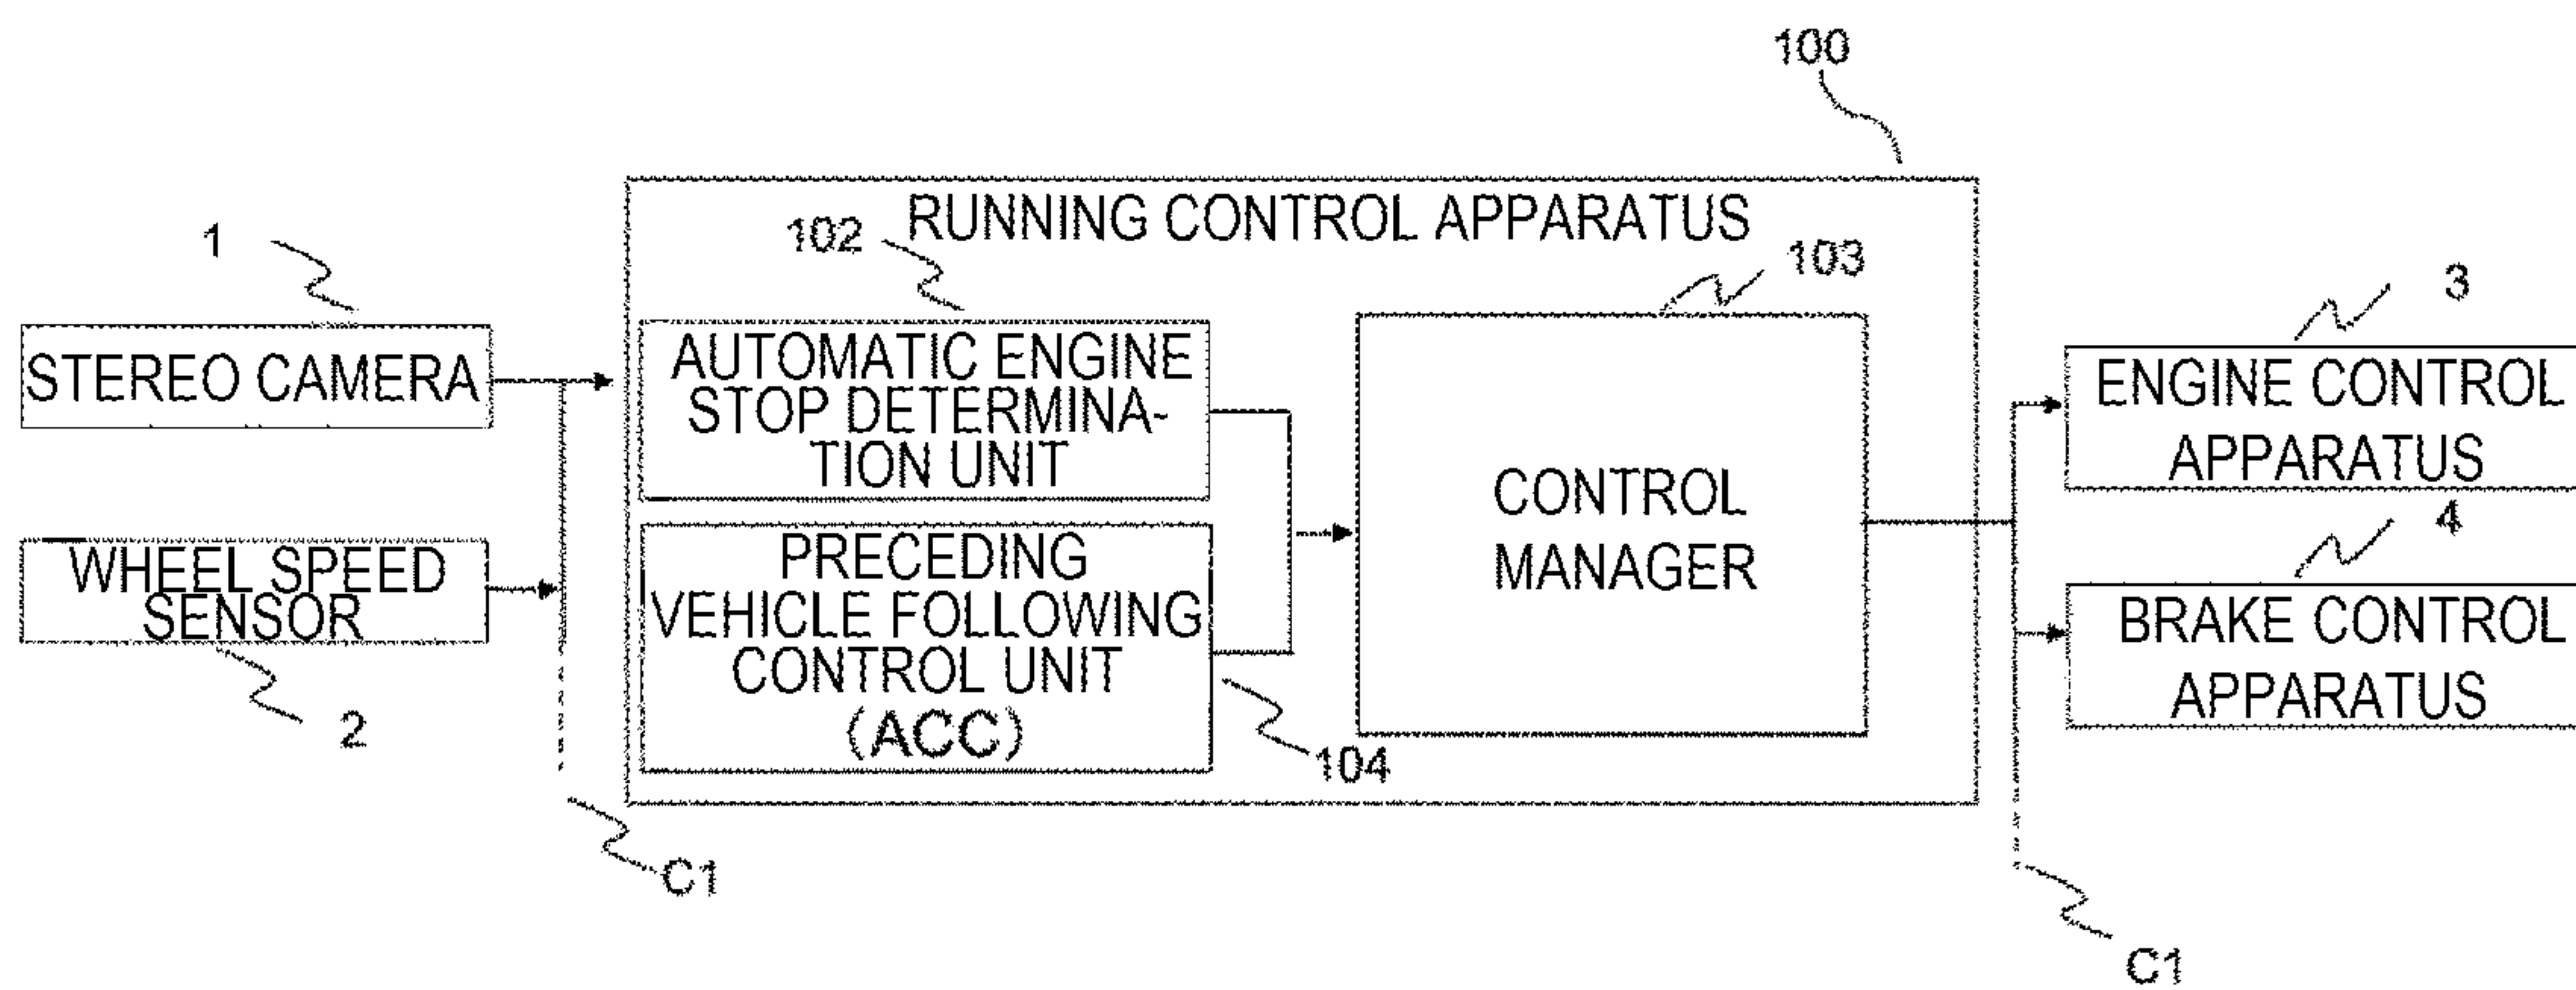 100
RUNNING CONTROL APPARATUS
1
102
103
3
STEREO CAMERA
AUTOMATIC ENGINE
STOP DETERMINA-
TION UNIT
CONTROL
MANAGER
ENGINE CONTROL
APPARATUS
WHEEL SPEED
SENSOR
2
PRECEDING
VEHICLE FOLLOWING
CONTROL UNIT
(ACC)
104
4
BRAKE CONTROL
APPARATUS
C1
C1